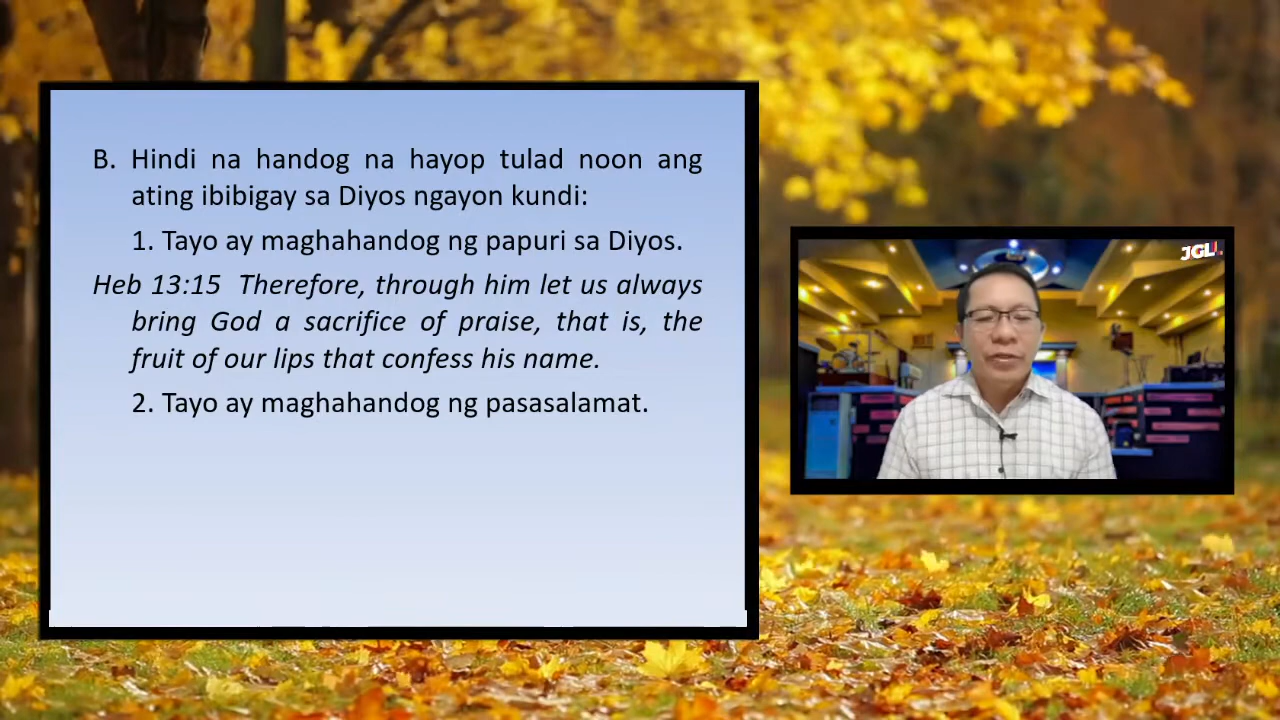 B. Hindi na handog na hayop tulad noon ang
ating ibibigay sa Diyos ngayon kundi:
1. Tayo ay maghahandog ng papuri sa Diyos.
Heb 13:15 Therefore, through him let us always
bring God a sacrifice of praise, that is, the
fruit of our lips that confess his name.
2. Tayo ay maghahandog ng pasasalamat.